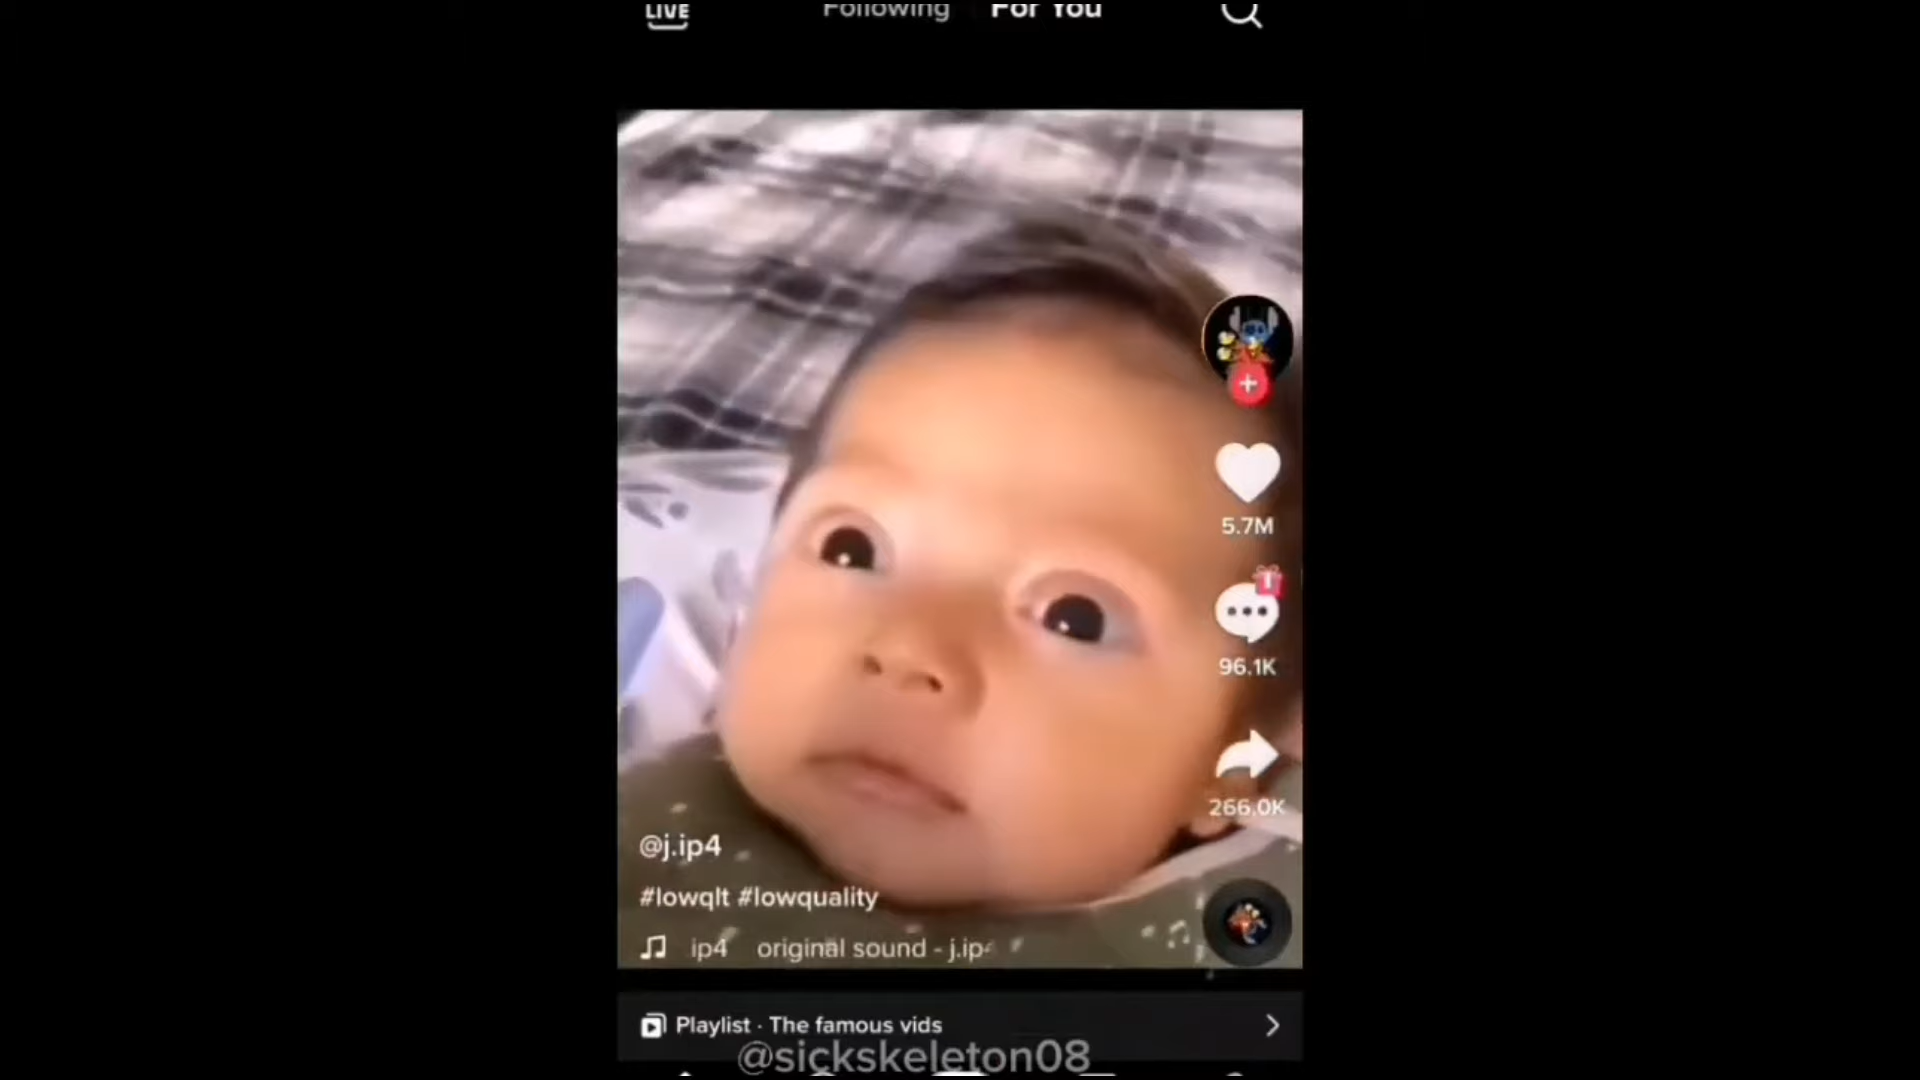 LIVE
Following
For You
5.7M
96.1K
266.0K
@j.ip4
#lowqlt #lowquality
ip4 original sound - j.ip4
Playlist · The famous vids
@sickskeleton08